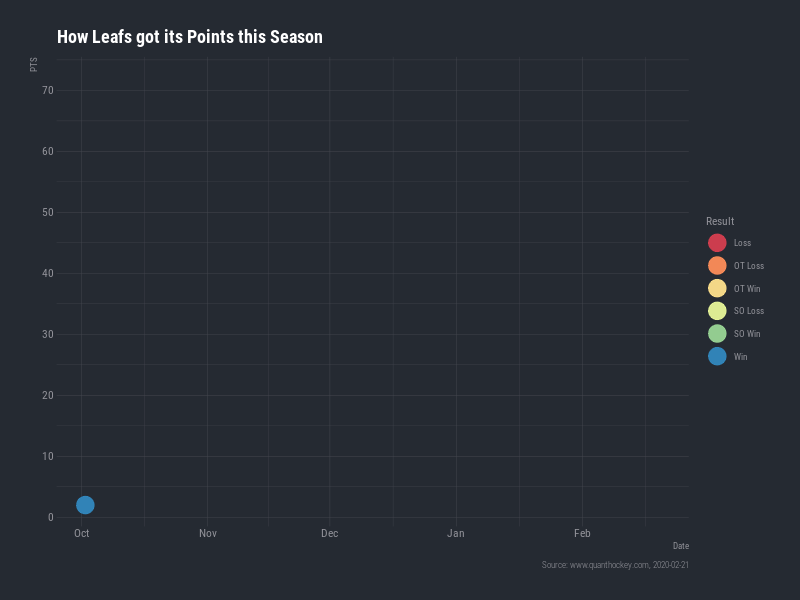 How Leafs got its Points this Season
PTS
70
60
50
40
30
20
10
0
Oct
Nov
Dec
Jan
Feb
Date
Result
Loss
OT Loss
OT Win
SO Loss
SO Win
Win
Source: www.quanthockey.com, 2020-02-21